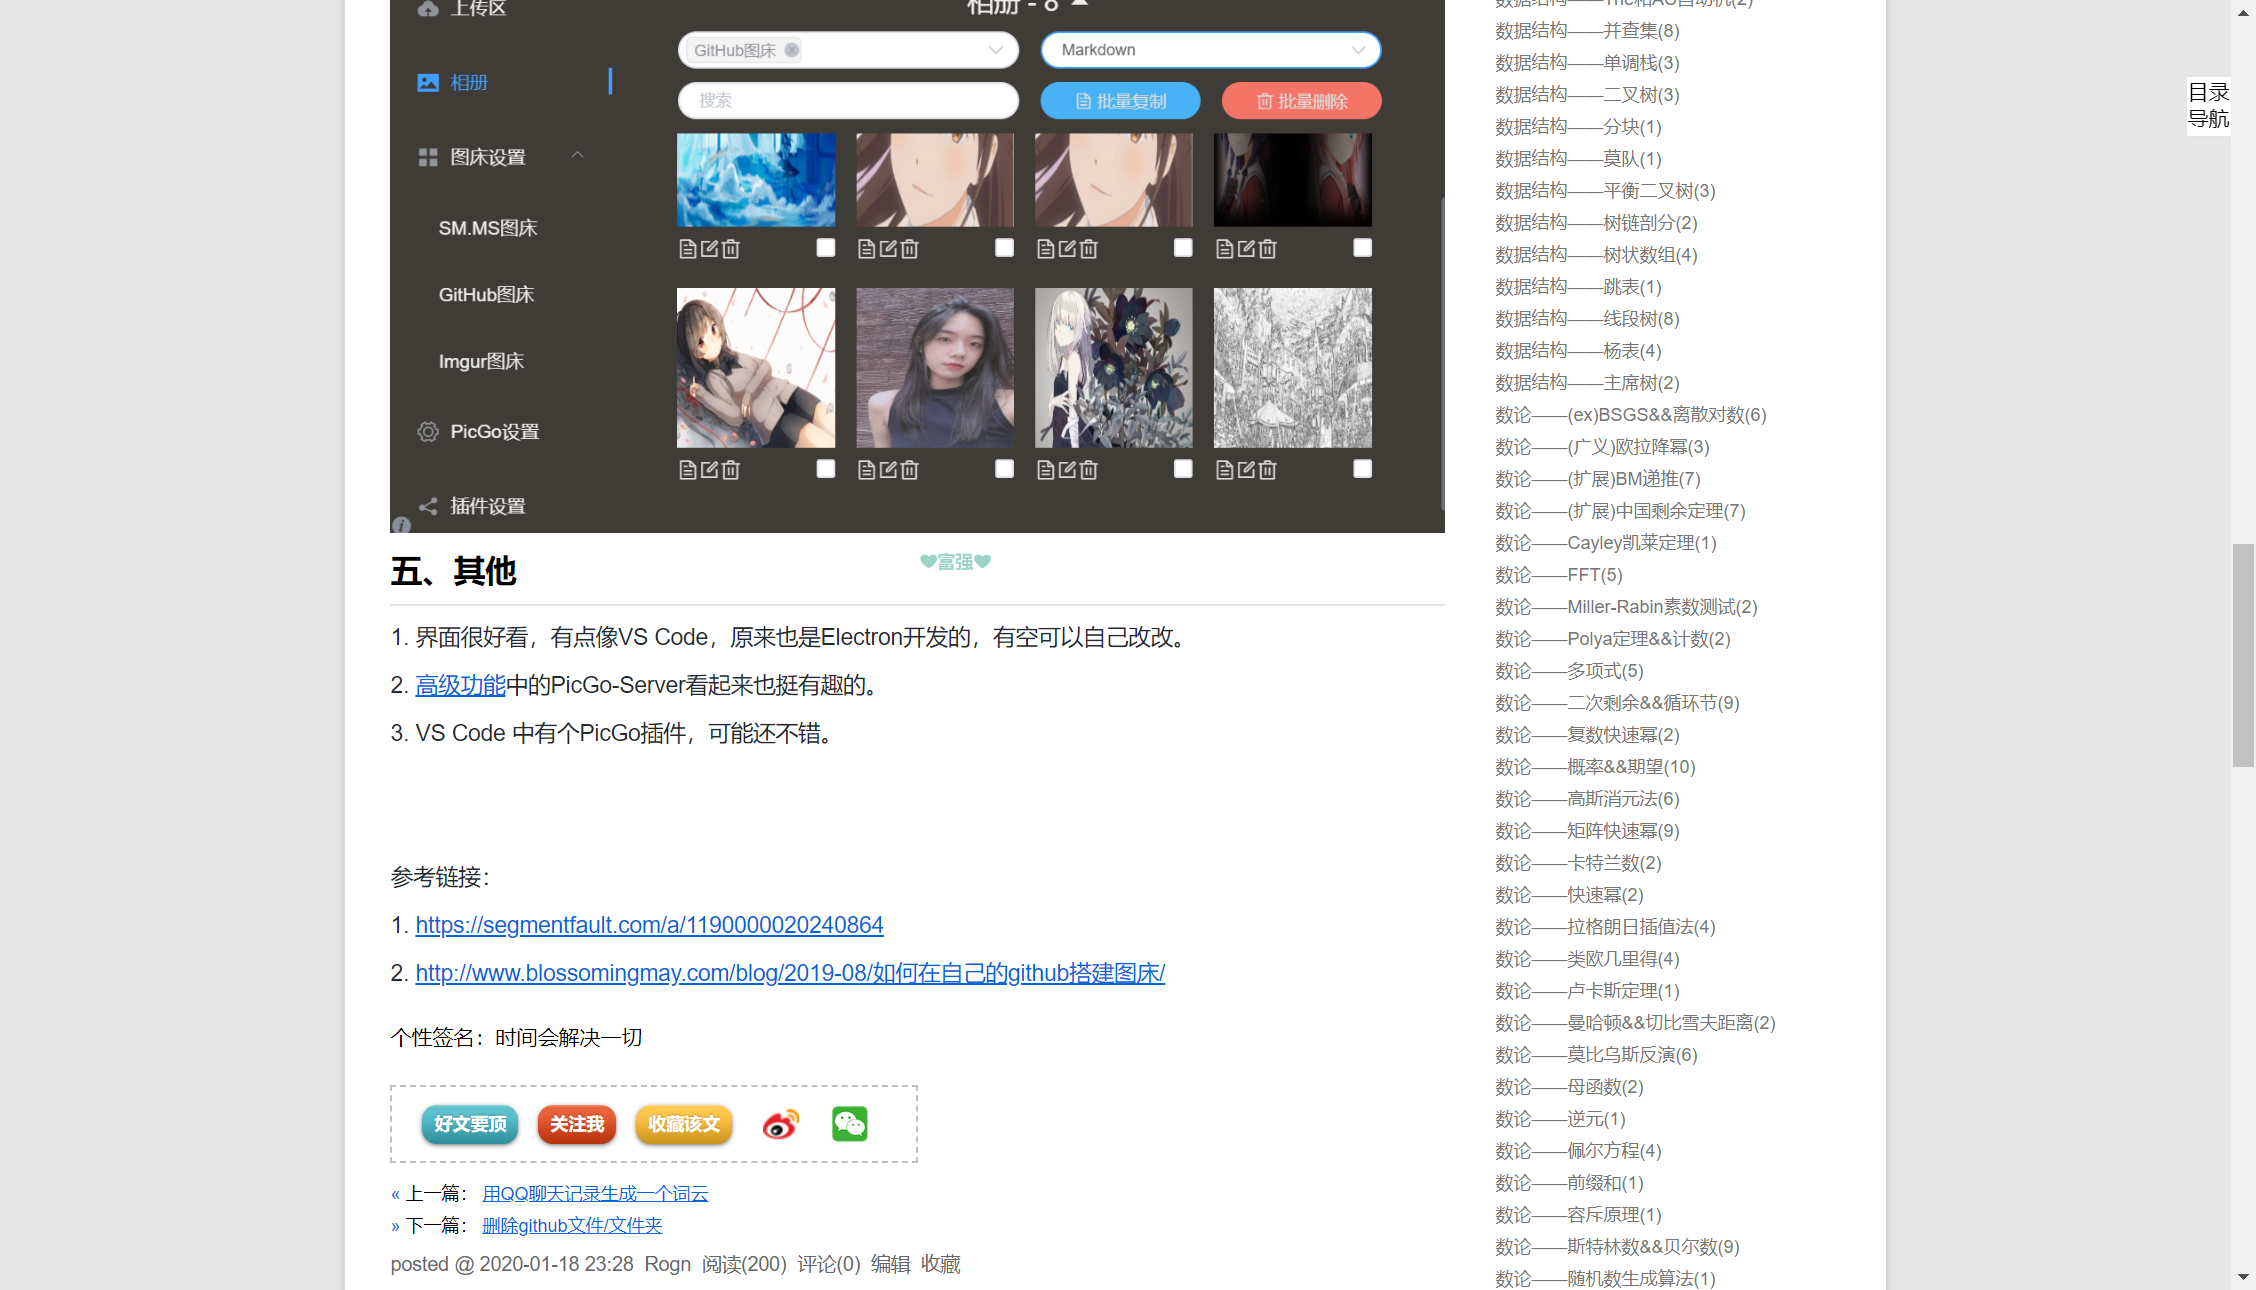 上传区
相册 - 8
GitHub图床
Markdown
相册
搜索
批量复制
批量删除
图床设置
SM.MS图床
GitHub图床
Imgur图床
PicGo设置
插件设置
五、其他
富强
1. 界面很好看，有点像VS Code，原来也是Electron开发的，有空可以自己改改。
2. 高级功能中的PicGo-Server看起来也挺有趣的。
3. VS Code 中有个PicGo插件，可能还不错。
参考链接：
1. https://segmentfault.com/a/1190000020240864
2. http://www.blossomingmay.com/blog/2019-08/如何在自己的github搭建图床/
个性签名：时间会解决一切
好文要顶 关注我 收藏该文
« 上一篇： 用QQ聊天记录生成一个词云
» 下一篇： 删除github文件/文件夹
posted @ 2020-01-18 23:28 Rogn 阅读(200) 评论(0) 编辑 收藏
数据结构——Trie和AC自动机(2)
数据结构——并查集(8)
数据结构——单调栈(3)
数据结构——二叉树(3)
数据结构——分块(1)
数据结构——莫队(1)
数据结构——平衡二叉树(3)
数据结构——树链剖分(2)
数据结构——树状数组(4)
数据结构——跳表(1)
数据结构——线段树(8)
数据结构——杨表(4)
数据结构——主席树(2)
数论——(ex)BSGS&&离散对数(6)
数论——(广义)欧拉降幂(3)
数论——(扩展)BM递推(7)
数论——(扩展)中国剩余定理(7)
数论——Cayley凯莱定理(1)
数论——FFT(5)
数论——Miller-Rabin素数测试(2)
数论——Polya定理&&计数(2)
数论——多项式(5)
数论——二次剩余&&循环节(9)
数论——复数快速幂(2)
数论——概率&&期望(10)
数论——高斯消元法(6)
数论——矩阵快速幂(9)
数论——卡特兰数(2)
数论——快速幂(2)
数论——拉格朗日插值法(4)
数论——类欧几里得(4)
数论——卢卡斯定理(1)
数论——曼哈顿&&切比雪夫距离(2)
数论——莫比乌斯反演(6)
数论——母函数(2)
数论——逆元(1)
数论——佩尔方程(4)
数论——前缀和(1)
数论——容斥原理(1)
数论——斯特林数&&贝尔数(9)
数论——随机数生成算法(1)
目录
导航